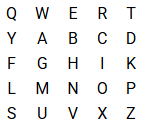 Q W E R T
Y A B C D
F G H I K
L M N O P
S U V X Z